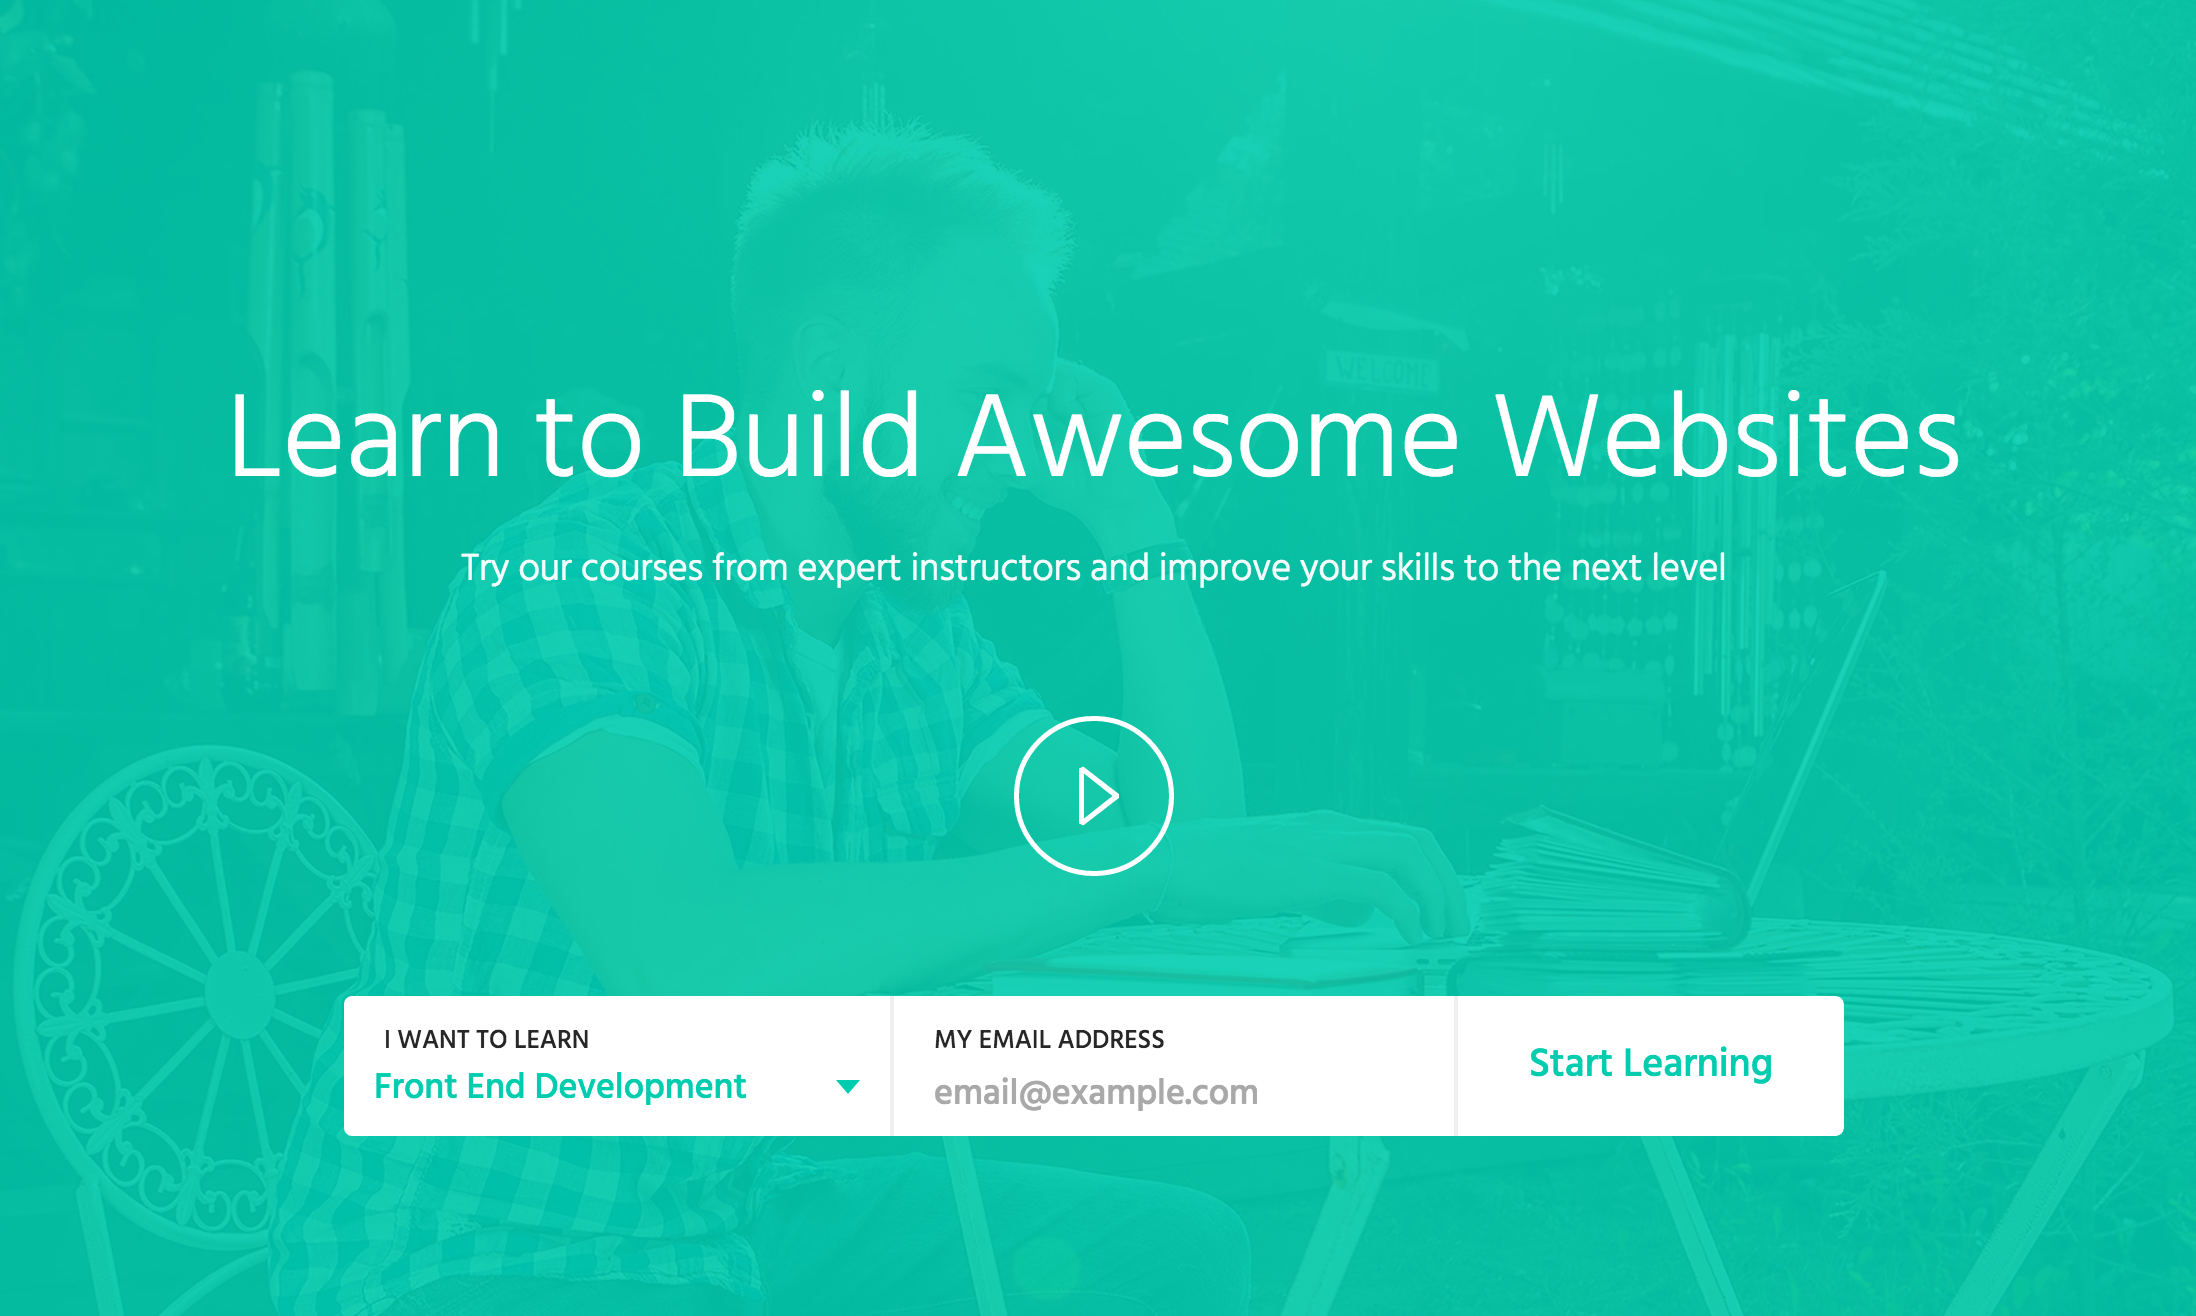 WELCOME
Learn to Build Awesome Websites
Try our courses from expert instructors and improve your skills to the next level
I WANT TO LEARN
Front End Development
MY EMAIL ADDRESS
email@example.com
Start Learning